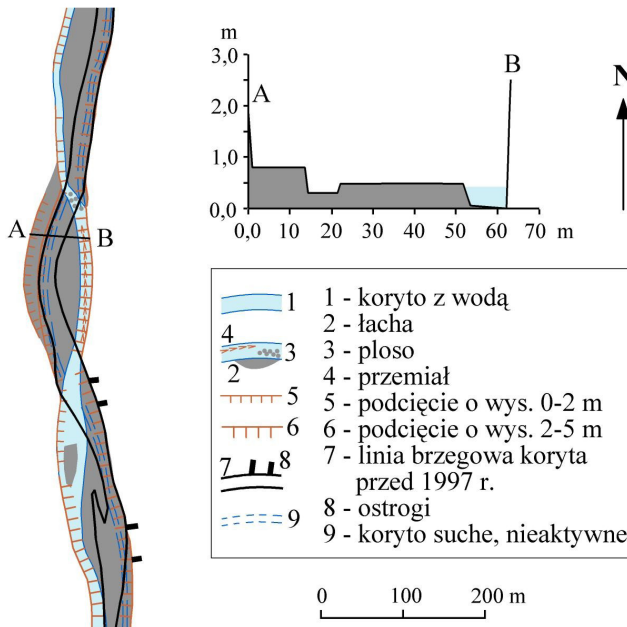 m
3,0
2,0
1,0
0,0
A
B
0,0 10 20 30 40 50 60 70
m
N
A
B
1
4
3
2
5
6
7
8
9
1 - koryto z wodą
2 - łacha
3 - ploso
4 - przemiał
5 - podcięcie o wys. 0-2 m
6 - podcięcie o wys. 2-5 m
7 - linia brzegowa koryta
przed 1997 r.
8 - ostrogi
9 - koryto suche, nieaktywne
0 100 200 m